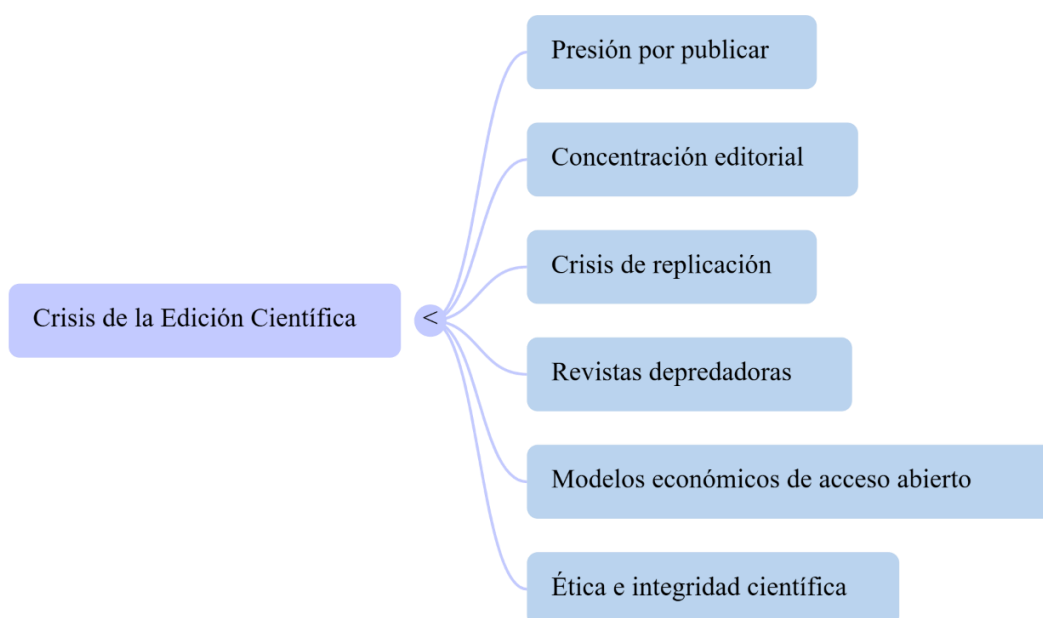 Presión por publicar
Concentración editorial
Crisis de replicación
Crisis de la Edición Científica
<
Revistas depredadoras
Modelos económicos de acceso abierto
Ética e integridad científica